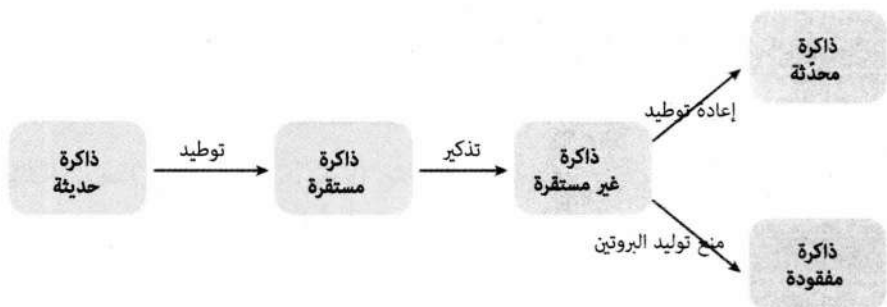 ذاكرة
محدّثة
إعادة توطيد
ذاكرة
حديثة
توطيد
ذاكرة
مستقرة
تذكير
ذاكرة
غير مستقرة
منع توليد البروتين
ذاكرة
مفقودة